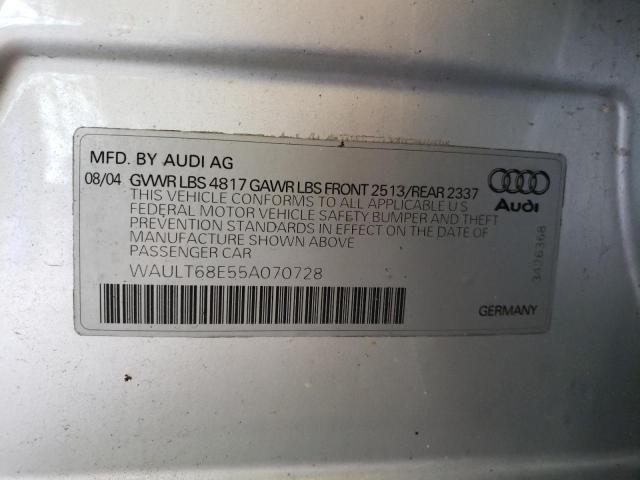 MFD. BY AUDI AG
08/04 GVWR LBS 4817 GAWR LBS FRONT 2513/REAR 2337
THIS VEHICLE CONFORMS TO ALL APPLICABLE U S
FEDERAL MOTOR VEHICLE SAFETY BUMPER AND THEFT
PREVENTION STANDARDS IN EFFECT ON THE DATE OF
MANUFACTURE SHOWN ABOVE
PASSENGER CAR
WAULT68E55A070728
Audi
3426368
GERMANY